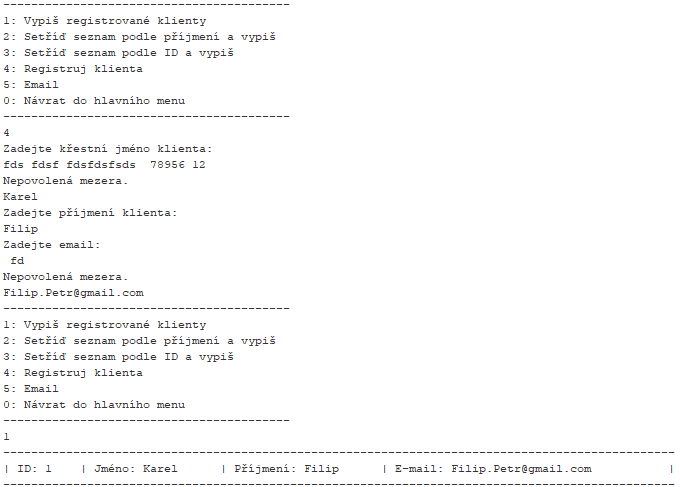 -----------------------------------------
1: Vypiš registrované klienty
2: Setříď seznam podle příjmení a vypiš
3: Setříď seznam podle ID a vypiš
4: Registruj klienta
5: Email
0: Návrat do hlavního menu
-----------------------------------------
4
Zadejte křestní jméno klienta:
fds fdsf fdsfdsfsds  78956 12
Nepovolená mezera.
Karel
Zadejte příjmení klienta:
Filip
Zadejte email:
 fd
Nepovolená mezera.
Filip.Petr@gmail.com
-----------------------------------------
1: Vypiš registrované klienty
2: Setříď seznam podle příjmení a vypiš
3: Setříď seznam podle ID a vypiš
4: Registruj klienta
5: Email
0: Návrat do hlavního menu
-----------------------------------------
1
------------------------------------------------------------------------------------------------
| ID: 1    | Jméno: Karel      | Příjmení: Filip      | E-mail: Filip.Petr@gmail.com           |
------------------------------------------------------------------------------------------------